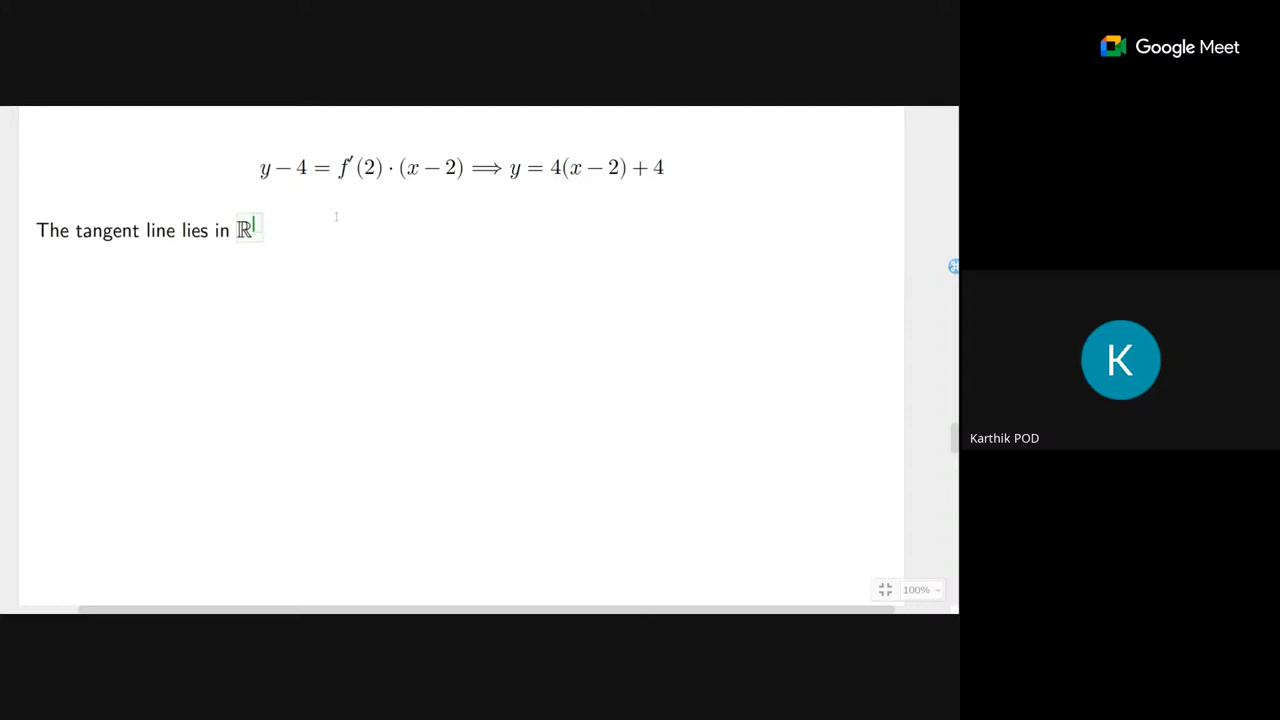 Google Meet
y − 4 = f′(2) · (x − 2) ⟹ y = 4(x − 2) + 4
The tangent line lies in ℝ
K
Karthik POD
100%